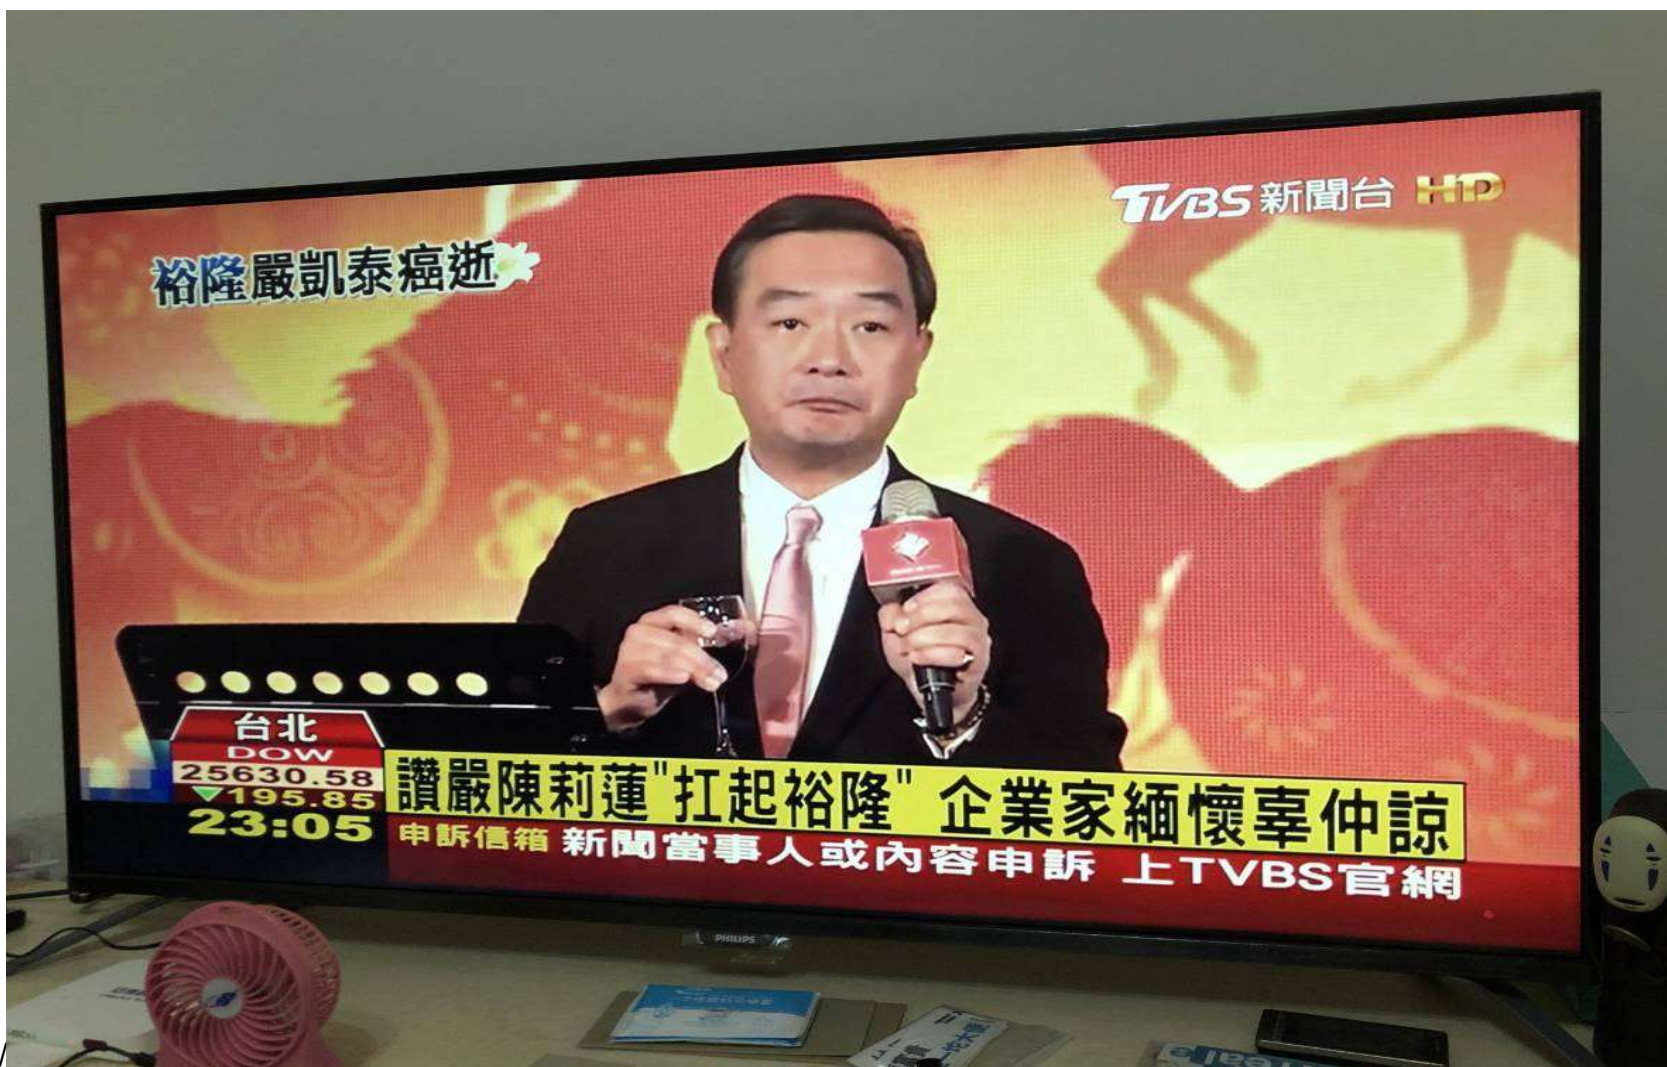 TVBS新聞台 HD
裕隆嚴凱泰癌逝
台北
DOW
25630.58
▼195.85
讚嚴陳莉蓮"扛起裕隆" 企業家緬懷辜仲諒
23:05
申訴信箱 新聞當事人或內容申訴 上TVBS官網
PHILIPS